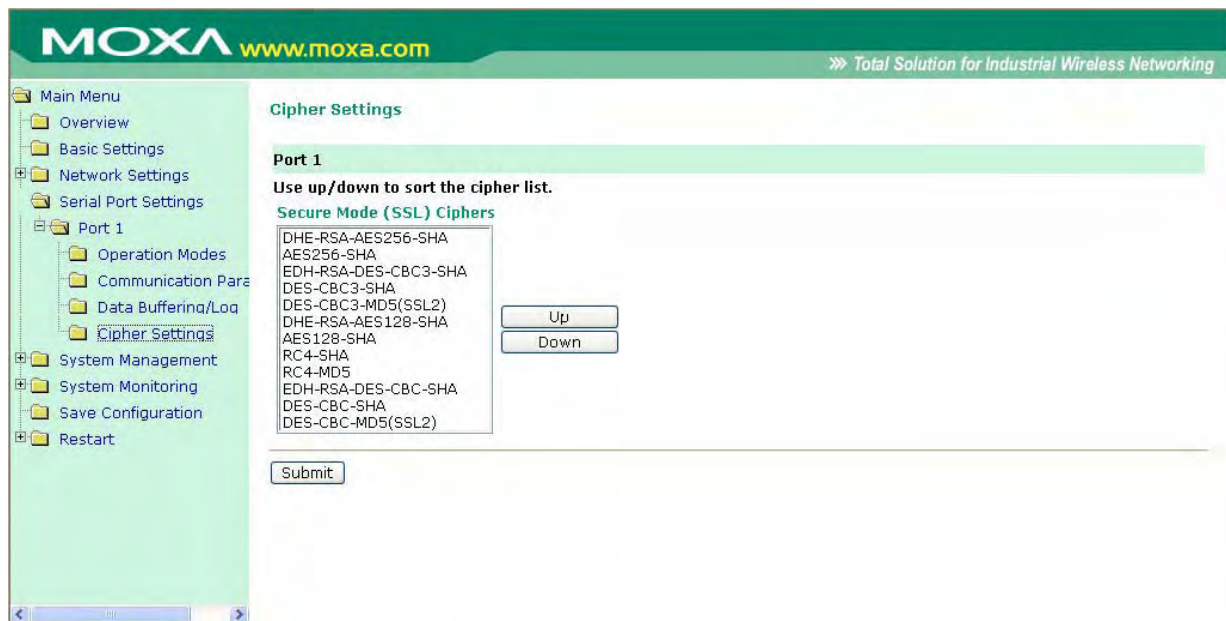 MOXA www.moxa.com
Total Solution for Industrial Wireless Networking
Main Menu
Overview
Basic Settings
Network Settings
Serial Port Settings
Port 1
Operation Modes
Communication Para
Data Buffering/Log
Cipher Settings
System Management
System Monitoring
Save Configuration
Restart
Cipher Settings
Port 1
Use up/down to sort the cipher list.
Secure Mode (SSL) Ciphers
DHE-RSA-AES256-SHA
AES256-SHA
EDH-RSA-DES-CBC3-SHA
DES-CBC3-SHA
DES-CBC3-MD5(SSL2)
DHE-RSA-AES128-SHA
AES128-SHA
RC4-SHA
RC4-MD5
EDH-RSA-DES-CBC-SHA
DES-CBC-SHA
DES-CBC-MD5(SSL2)
Up
Down
Submit